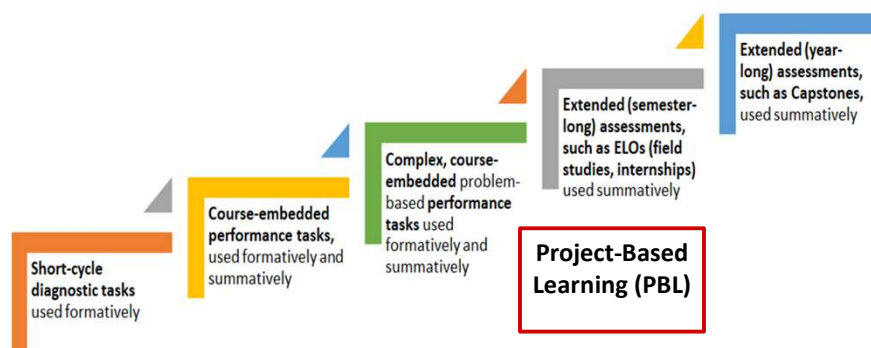 Short-cycle
diagnostic tasks
used formatively
Course-embedded
performance tasks,
used formatively and
summatively
Complex, course-
embedded problem-
based performance
tasks used
formatively and
summatively
Extended (semester-
long) assessments,
such as ELOs (field
studies, internships)
used summatively
Extended (year-
long) assessments,
such as Capstones,
used summatively
Project-Based
Learning (PBL)